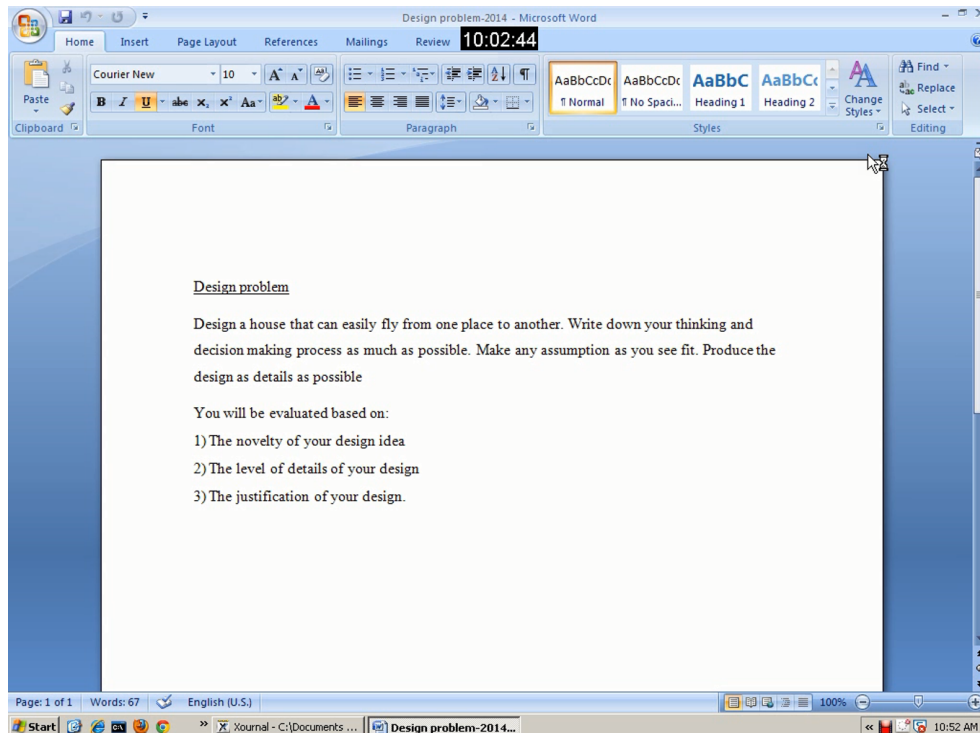 Design problem-2014 - Microsoft Word
Home Insert Page Layout References Mailings Review 10:02:44
Courier New 10
Paste
B I U abc x₂ x² Aa
AaBbCcDc AaBbCcDc AaBbC AaBbCc
¶ Normal ¶ No Spaci... Heading 1 Heading 2
Change Styles
Find
Replace
Select
Clipboard Font Paragraph Styles Editing
Design problem
Design a house that can easily fly from one place to another. Write down your thinking and
decision making process as much as possible. Make any assumption as you see fit. Produce the
design as details as possible
You will be evaluated based on:
1) The novelty of your design idea
2) The level of details of your design
3) The justification of your design.
Page: 1 of 1 Words: 67 English (U.S.) 100%
Start » Xournal - C:\Documents ... Design problem-2014... « 10:52 AM